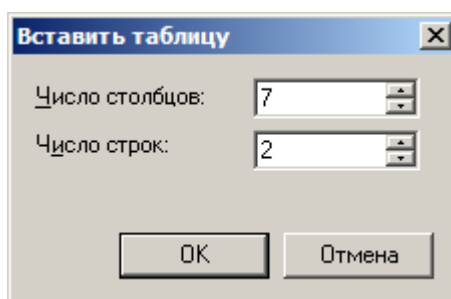 Вставить таблицу
Число столбцов: 7
Число строк: 2
OK Отмена